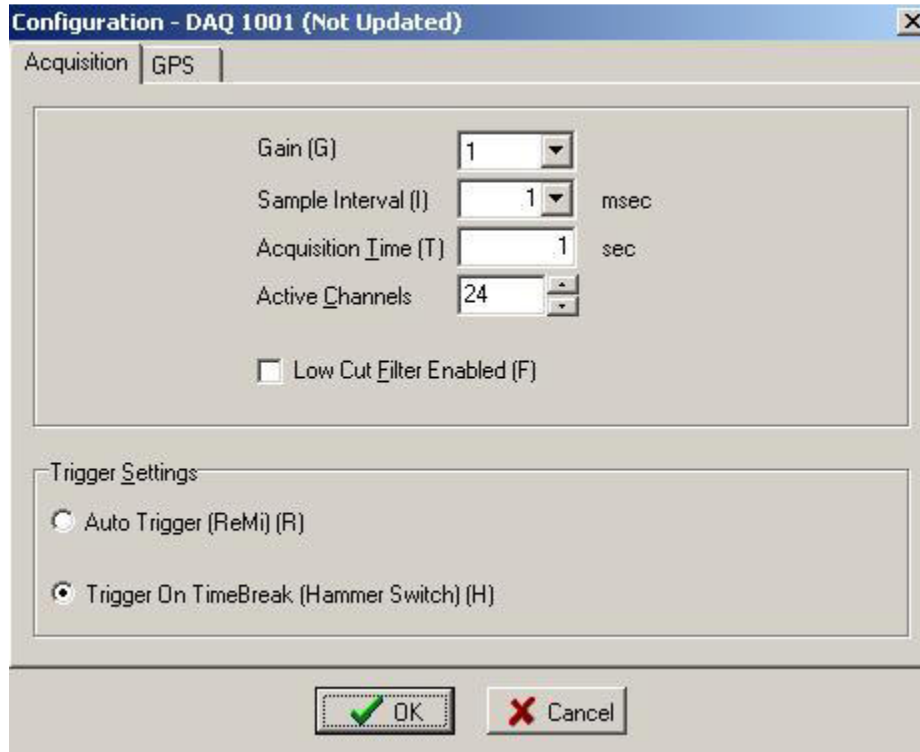 Configuration - DAQ 1001 (Not Updated)
Acquisition GPS
Gain (G) 1
Sample Interval (I) 1 msec
Acquisition Time (T) 1 sec
Active Channels 24
Low Cut Filter Enabled (F)
Trigger Settings
Auto Trigger (ReMi) (R)
Trigger On TimeBreak (Hammer Switch) (H)
OK Cancel